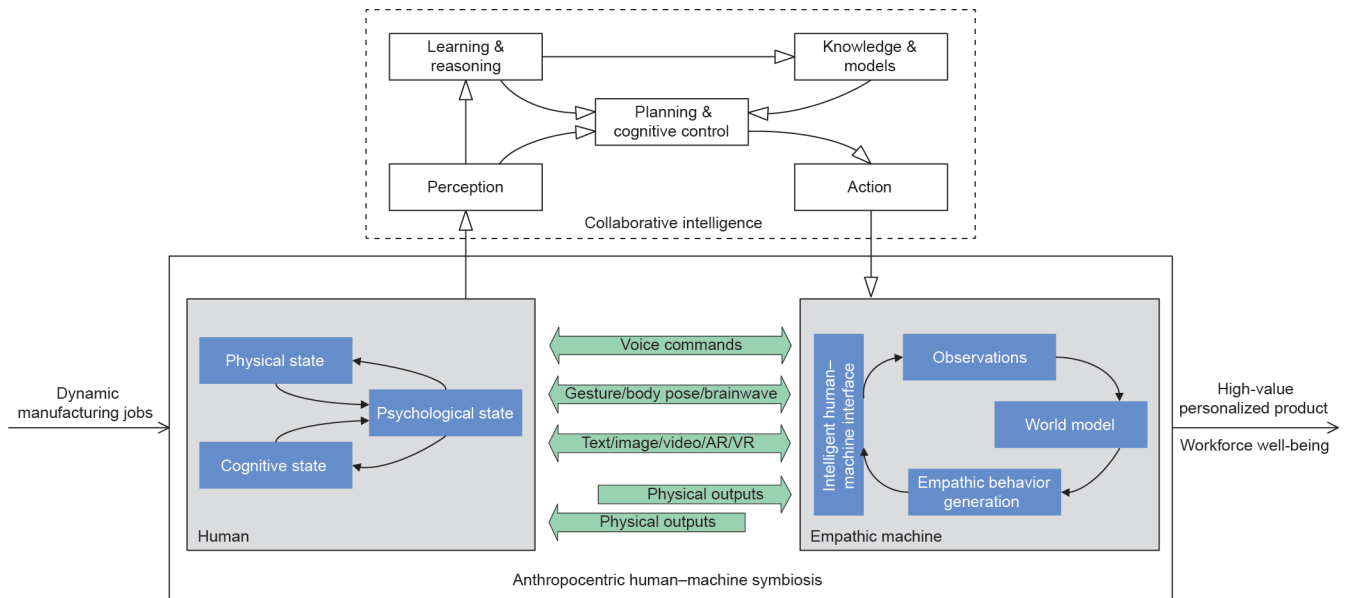 Learning &
reasoning
Knowledge &
models
Planning &
cognitive control
Perception
Action
Collaborative intelligence
Dynamic
manufacturing jobs
Physical state
Psychological state
Cognitive state
Human
Voice commands
Gesture/body pose/brainwave
Text/image/video/AR/VR
Physical outputs
Physical outputs
Intelligent human–
machine interface
Observations
World model
Empathic behavior
generation
Empathic machine
High-value
personalized product
Workforce well-being
Anthropocentric human–machine symbiosis